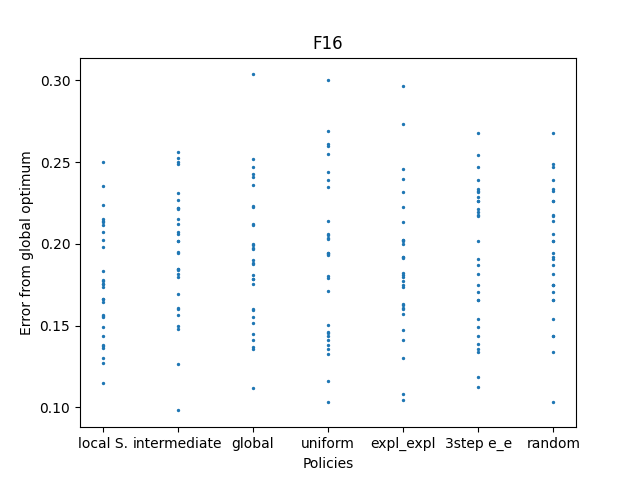 F16
Error from global optimum
0.30
0.25
0.20
0.15
0.10
local S. intermediate global uniform expl_expl 3step e_e random
Policies